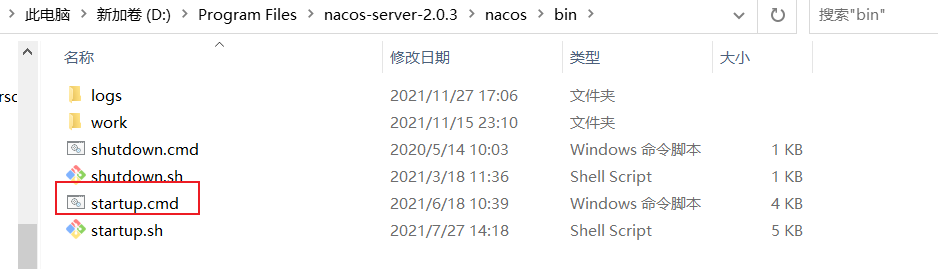 此电脑 > 新加卷 (D:) > Program Files > nacos-server-2.0.3 > nacos > bin > 搜索"bin"
名称 修改日期 类型 大小
logs 2021/11/27 17:06 文件夹
work 2021/11/15 23:10 文件夹
shutdown.cmd 2020/5/14 10:03 Windows 命令脚本 1 KB
shutdown.sh 2021/3/18 11:36 Shell Script 1 KB
startup.cmd 2021/6/18 10:39 Windows 命令脚本 4 KB
startup.sh 2021/7/27 14:18 Shell Script 5 KB